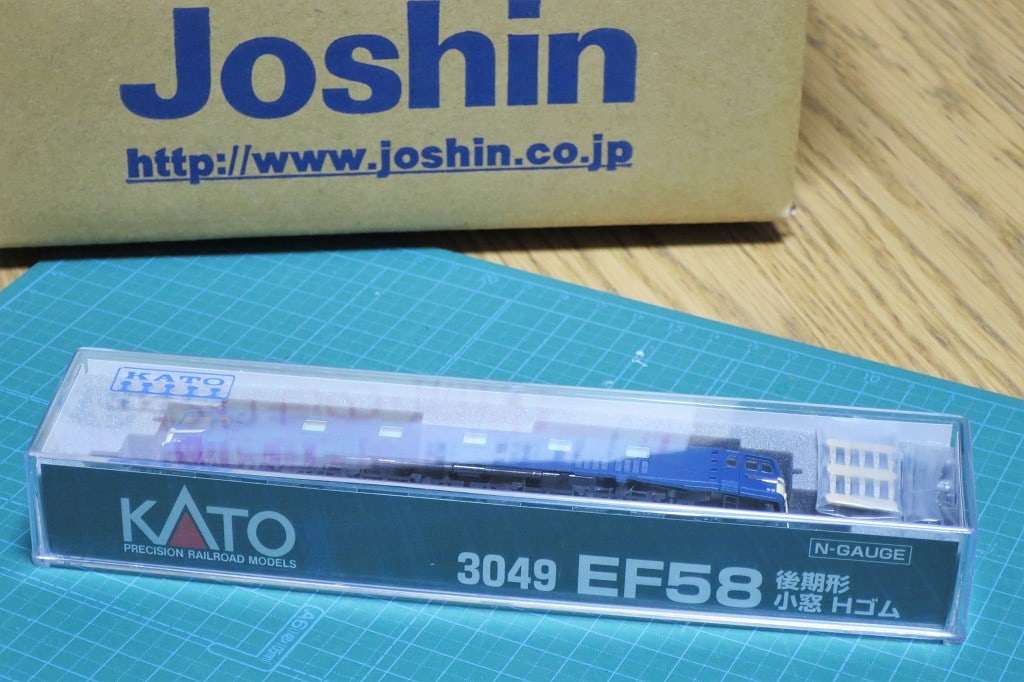 Joshin
http://www.joshin.co.jp
KATO
KATO
PRECISION RAILROAD MODELS
N-GAUGE
3049 EF58 後期形
小窓 Hゴム
A6